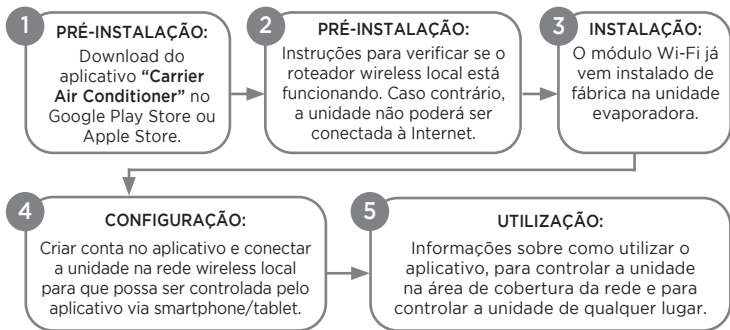 1
PRÉ-INSTALAÇÃO:
Download do
aplicativo “Carrier
Air Conditioner” no
Google Play Store ou
Apple Store.
2
PRÉ-INSTALAÇÃO:
Instruções para verificar se o
roteador wireless local está
funcionando. Caso contrário,
a unidade não poderá ser
conectada à Internet.
3
INSTALAÇÃO:
O módulo Wi-Fi já
vem instalado de
fábrica na unidade
evaporadora.
4
CONFIGURAÇÃO:
Criar conta no aplicativo e conectar
a unidade na rede wireless local
para que possa ser controlada pelo
aplicativo via smartphone/tablet.
5
UTILIZAÇÃO:
Informações sobre como utilizar o
aplicativo, para controlar a unidade
na área de cobertura da rede e para
controlar a unidade de qualquer lugar.